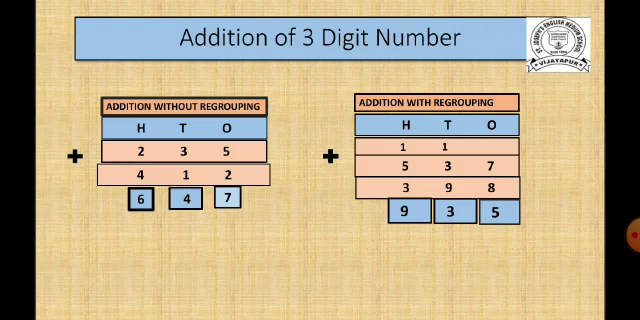 Addition of 3 Digit Number
ST. JOSEPH'S ENGLISH MEDIUM SCHOOL
VIJAYAPUR
ADDITION WITHOUT REGROUPING
H T O
+ 2 3 5
4 1 2
6 4 7
ADDITION WITH REGROUPING
H T O
1 1
+ 5 3 7
3 9 8
9 3 5